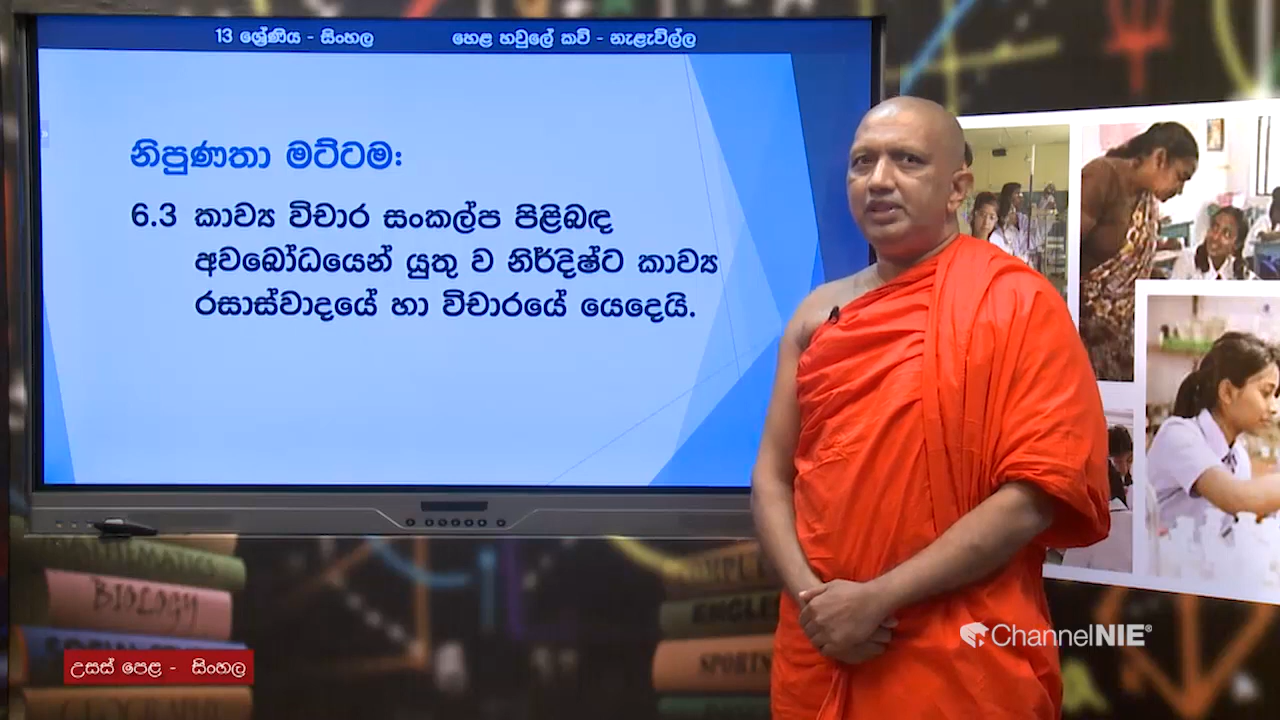 13 ශ්‍රේණිය - සිංහල හෙළ හවුලේ කවි - නැළැවිල්ල
නිපුණතා මට්ටම:
6.3 කාව්‍ය විචාර සංකල්ප පිළිබඳ
අවබෝධයෙන් යුතු ව නිර්දිෂ්ට කාව්‍ය
රසාස්වාදයේ හා විචාරයේ යෙදෙයි.
BIOLOGY
SPORTS
උසස් පෙළ - සිංහල
ChannelNIE®